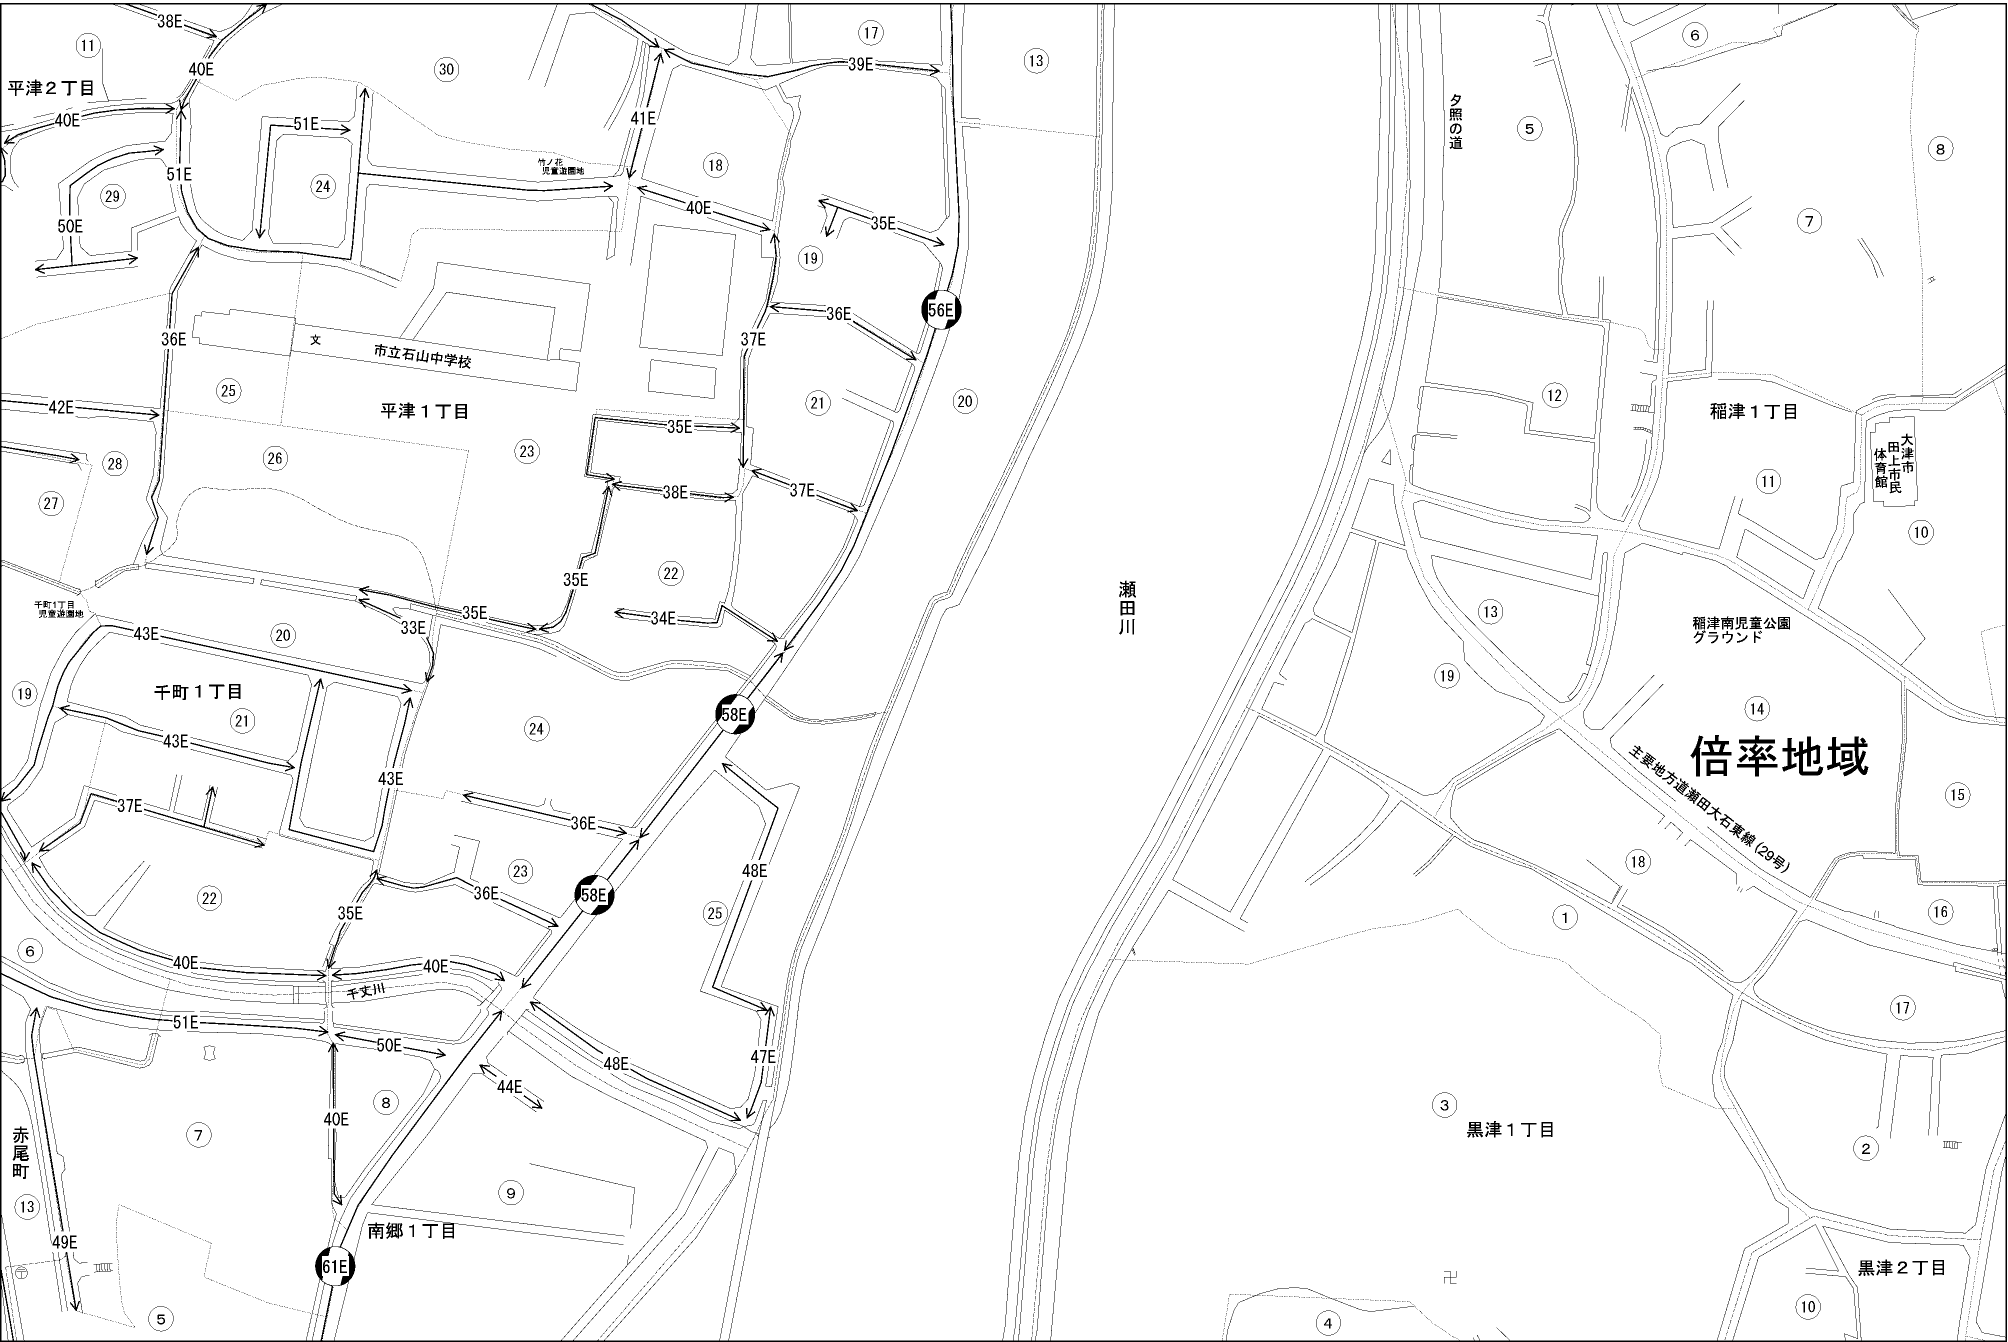 38E
11
40E
平津2丁目
40E
30
17
39E
13
6
夕照の道
5
8
51E
41E
竹ノ花
児童遊園地
18
24
51E
29
50E
40E
35E
7
19
56E
36E
36E
37E
文
市立石山中学校
25
42E
平津1丁目
21
20
12
稲津1丁目
35E
23
大津市
田上市民
体育館
28
26
27
38E
37E
11
10
22
35E
瀬田川
千町1丁目
児童遊園地
35E
33E
34E
13
稲津南児童公園
グラウンド
43E
20
19
千町1丁目
21
43E
58E
24
19
14
倍率地域
主要地方道瀬田大石東線(29号)
43E
37E
36E
15
48E
23
36E
58E
18
22
35E
25
1
16
6
40E
40E
千丈川
51E
50E
17
48E
47E
44E
8
40E
7
3
黒津1丁目
赤尾町
2
13
9
南郷1丁目
49E
61E
黒津2丁目
5
4
10